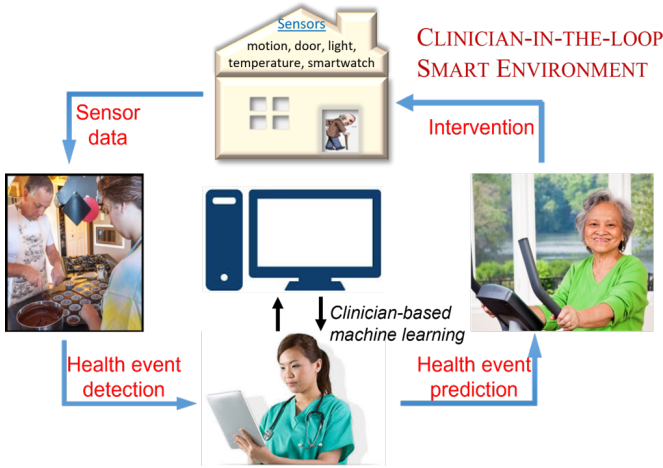 Sensors
motion, door, light,
temperature, smartwatch
CLINICIAN-IN-THE-LOOP
SMART ENVIRONMENT
Sensor
data
Intervention
Clinician-based
machine learning
Health event
detection
Health event
prediction